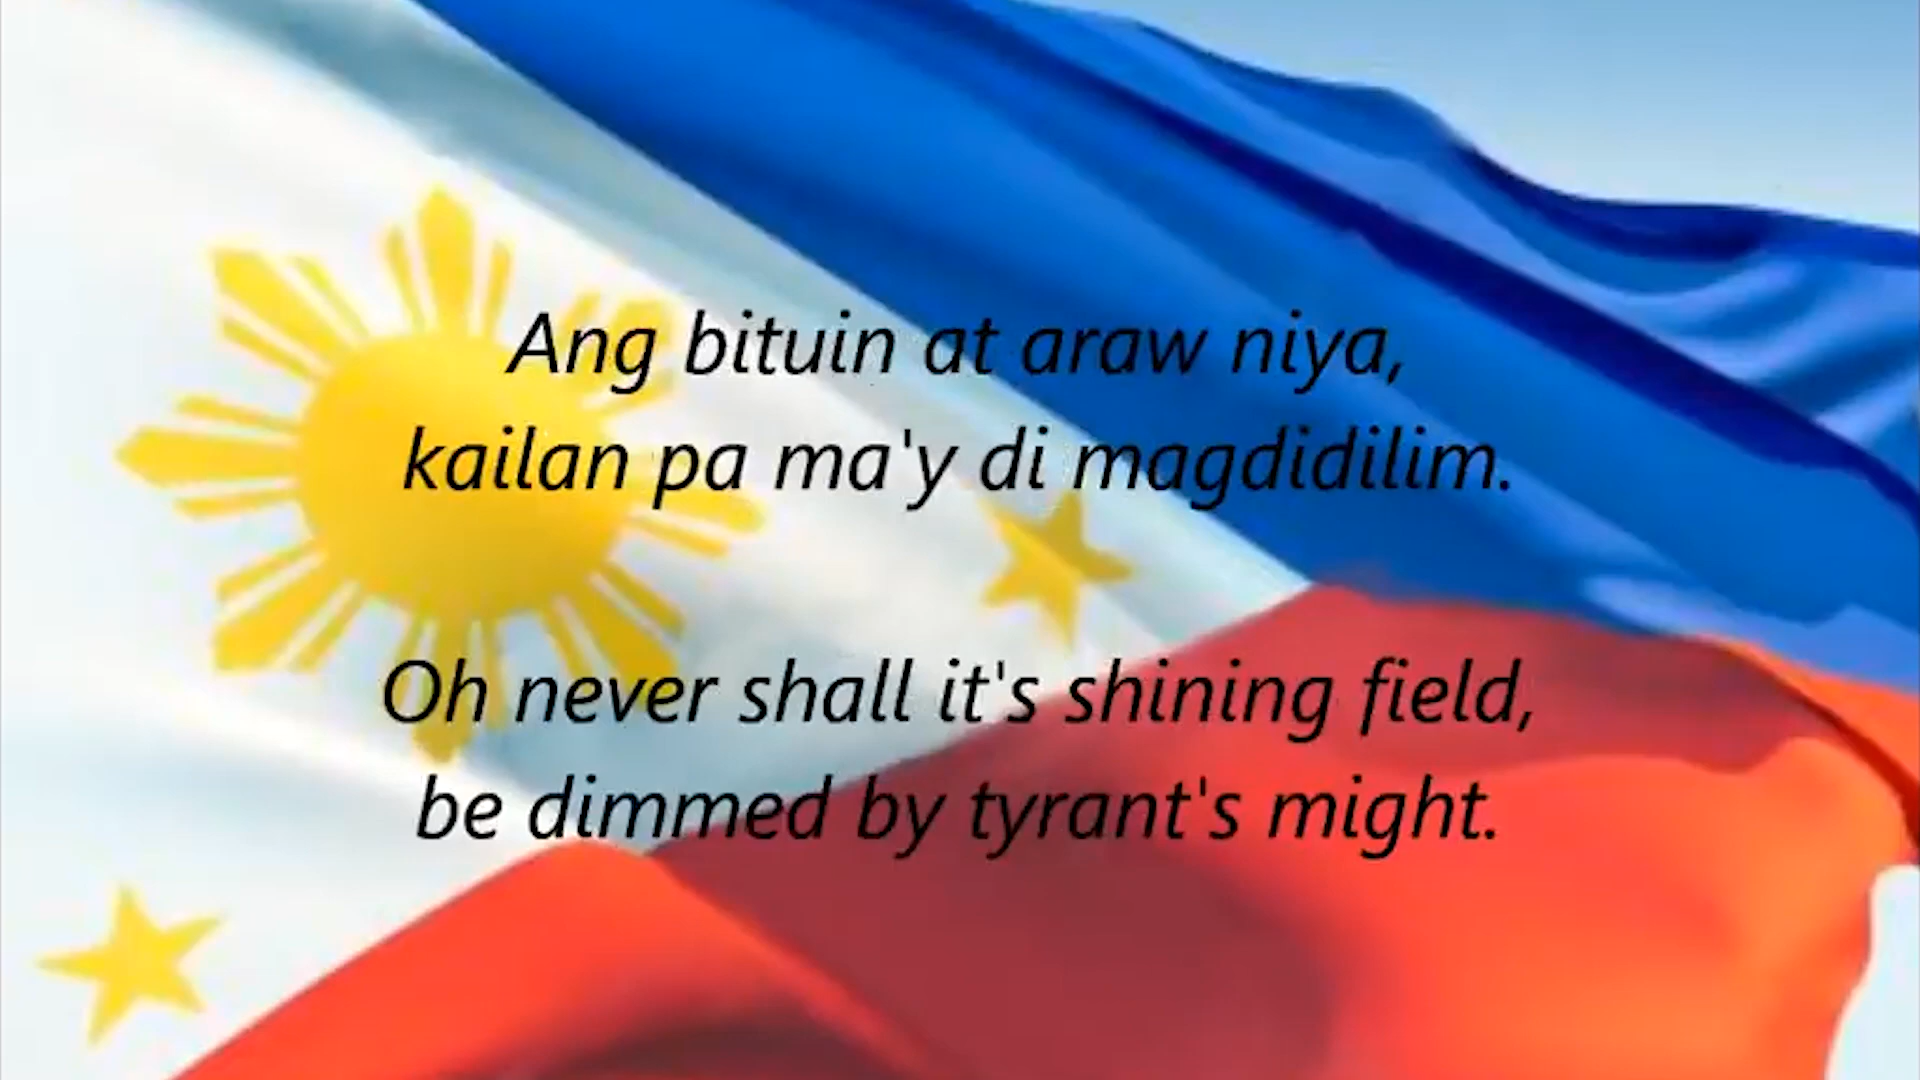 Ang bituin at araw niya,
kailan pa ma'y di magdidilim.
Oh never shall it's shining field,
be dimmed by tyrant's might.